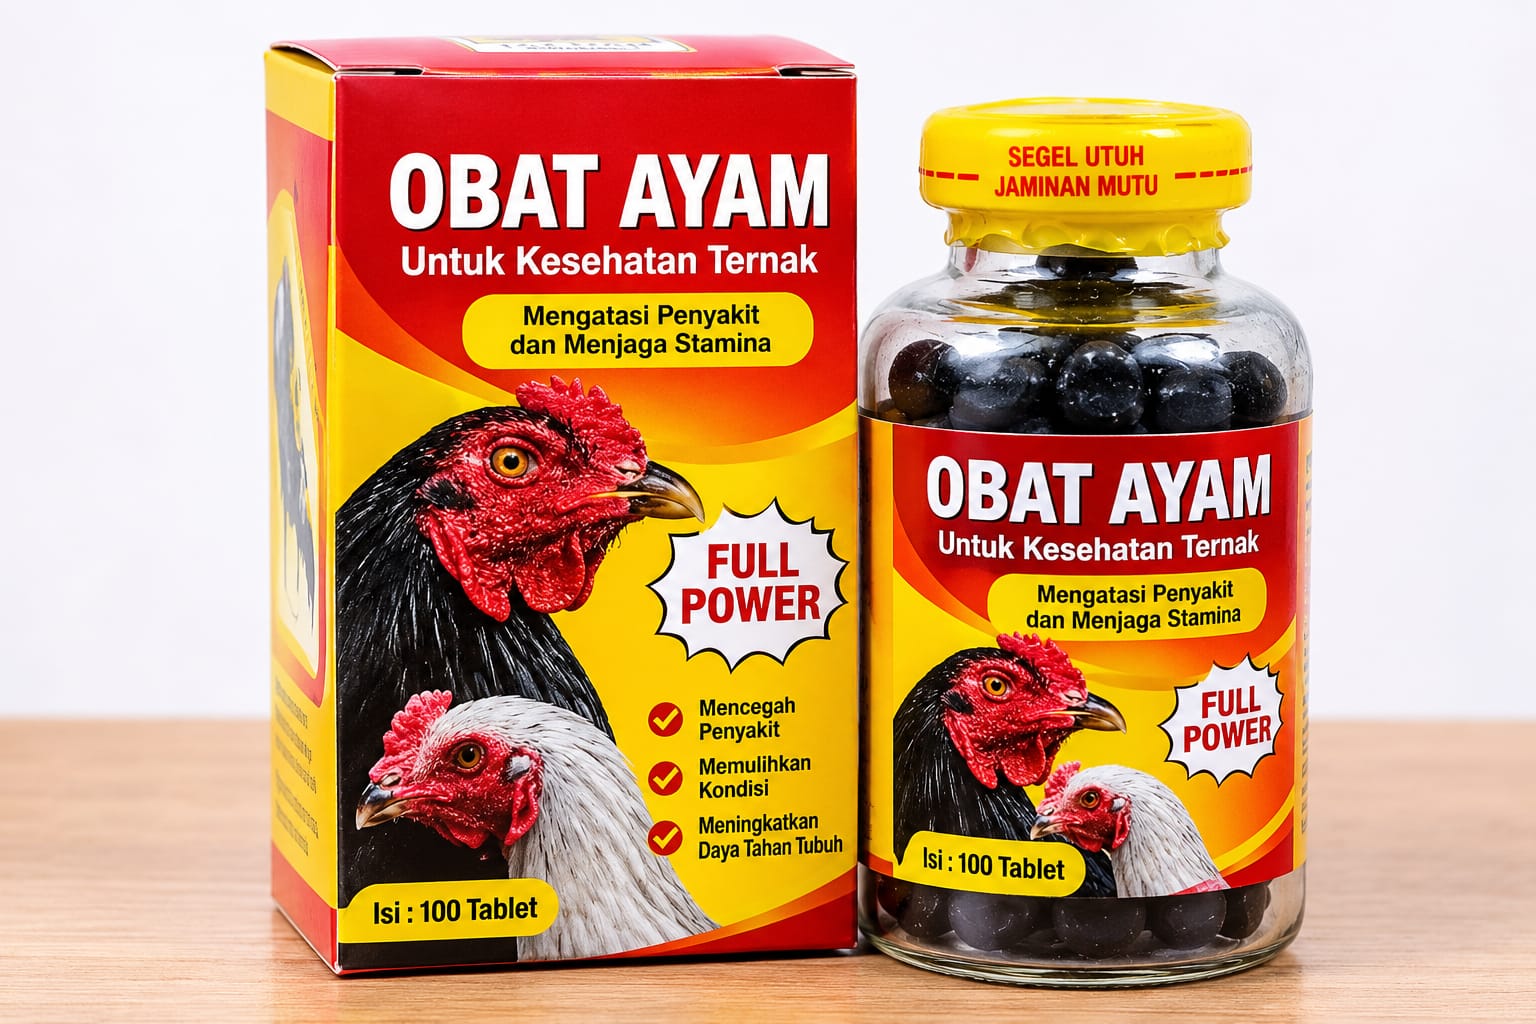 OBAT AYAM
Untuk Kesehatan Ternak
Mengatasi Penyakit
dan Menjaga Stamina
FULL
POWER
Mencegah
Penyakit
Memulihkan
Kondisi
Meningkatkan
Daya Tahan Tubuh
Isi : 100 Tablet
SEGEL UTUH
JAMINAN MUTU
OBAT AYAM
Untuk Kesehatan Ternak
Mengatasi Penyakit
dan Menjaga Stamina
FULL
POWER
Isi : 100 Tablet